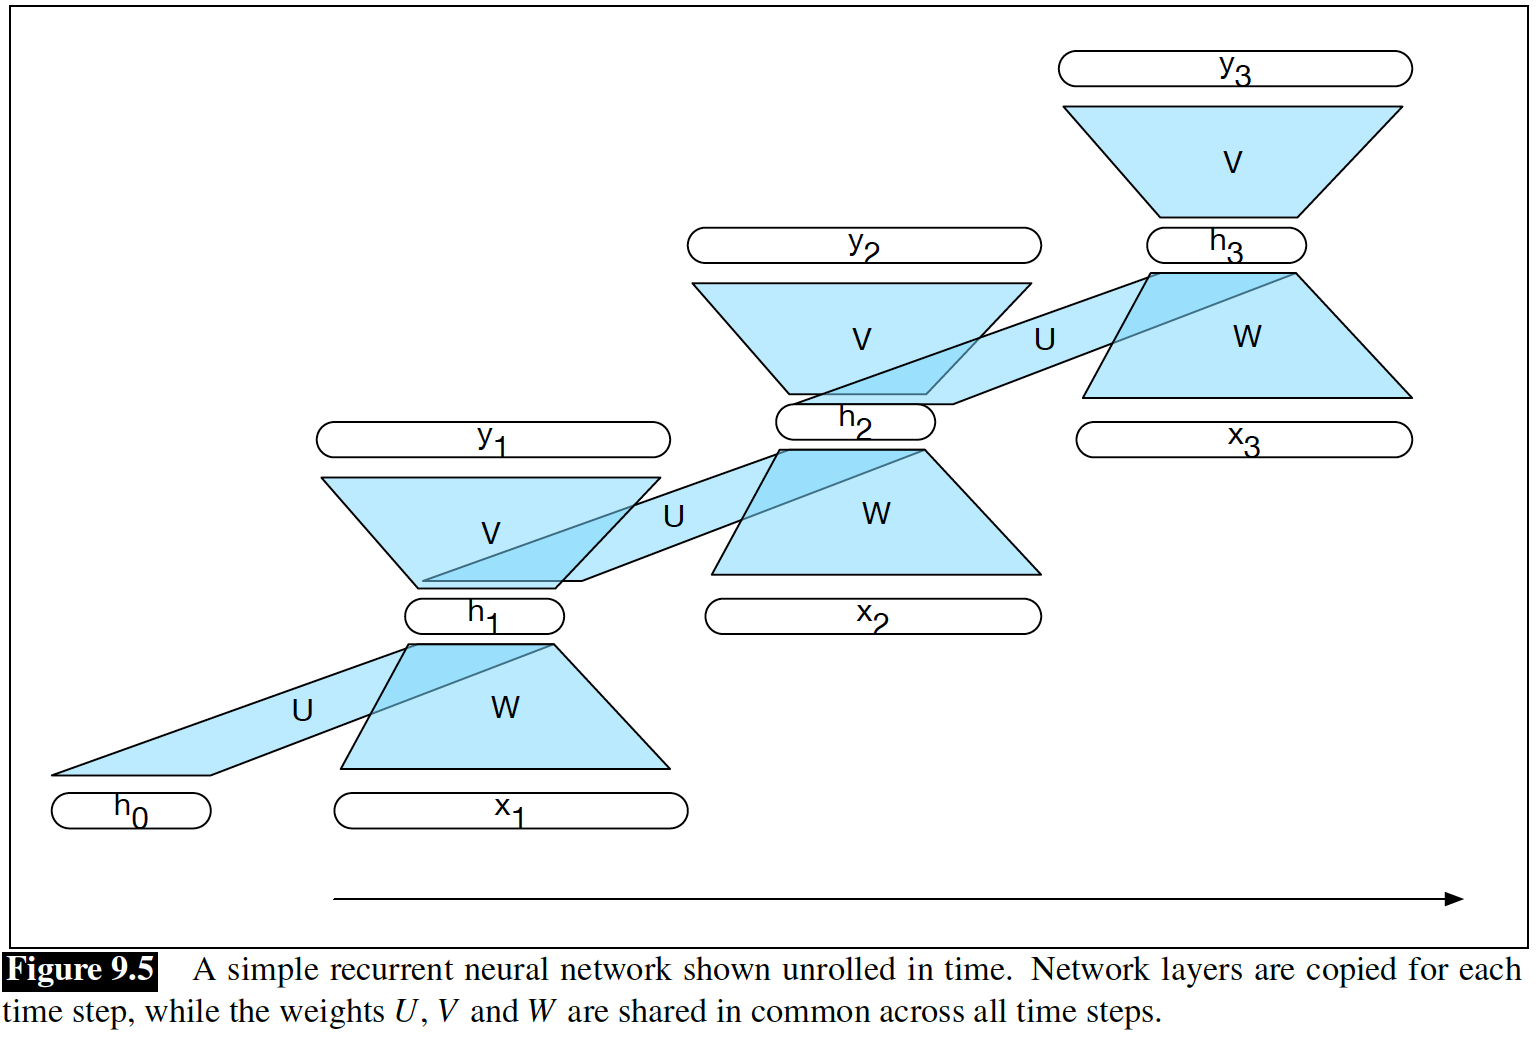 y3
V
h3
y2
V
U
W
h2
x3
y1
V
U
W
h1
x2
U
W
h0
x1
Figure 9.5 A simple recurrent neural network shown unrolled in time. Network layers are copied for each
time step, while the weights U, V and W are shared in common across all time steps.